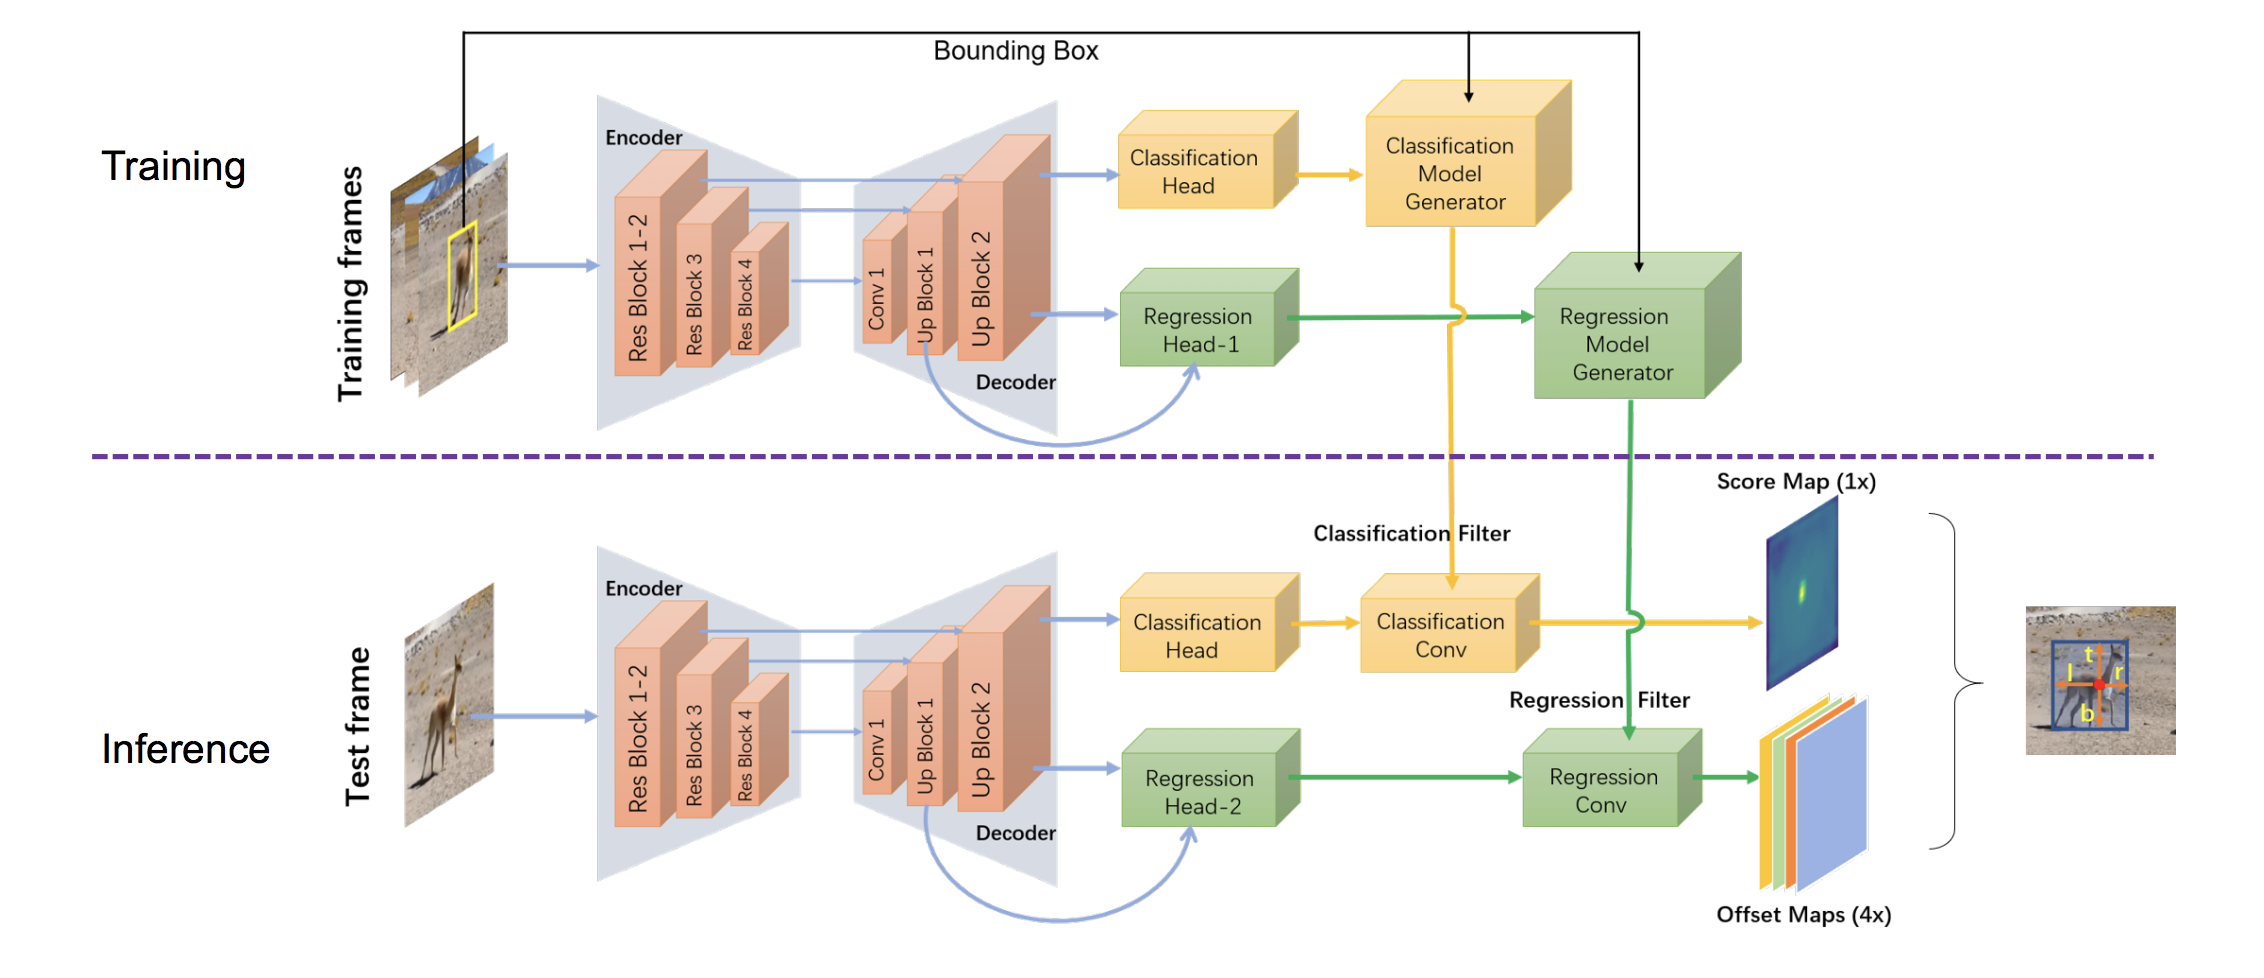 Bounding Box
Training
Training frames
Encoder
Res Block 1-2
Res Block 3
Res Block 4
Conv 1
Up Block 1
Up Block 2
Decoder
Classification
Head
Classification
Model
Generator
Regression
Head-1
Regression
Model
Generator
Inference
Test frame
Encoder
Res Block 1-2
Res Block 3
Res Block 4
Conv 1
Up Block 1
Up Block 2
Decoder
Classification Filter
Classification
Head
Classification
Conv
Score Map (1x)
Regression Filter
Regression
Head-2
Regression
Conv
Offset Maps (4x)
t
l r
b